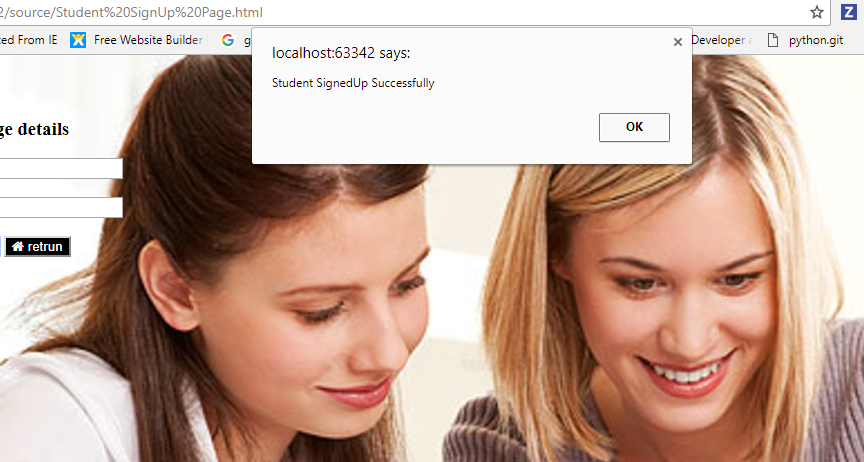 2/source/Student%20SignUp%20Page.html
ted From IE Free Website Builder Developer python.git
localhost:63342 says:
Student SignedUp Successfully
OK
ge details
retrun